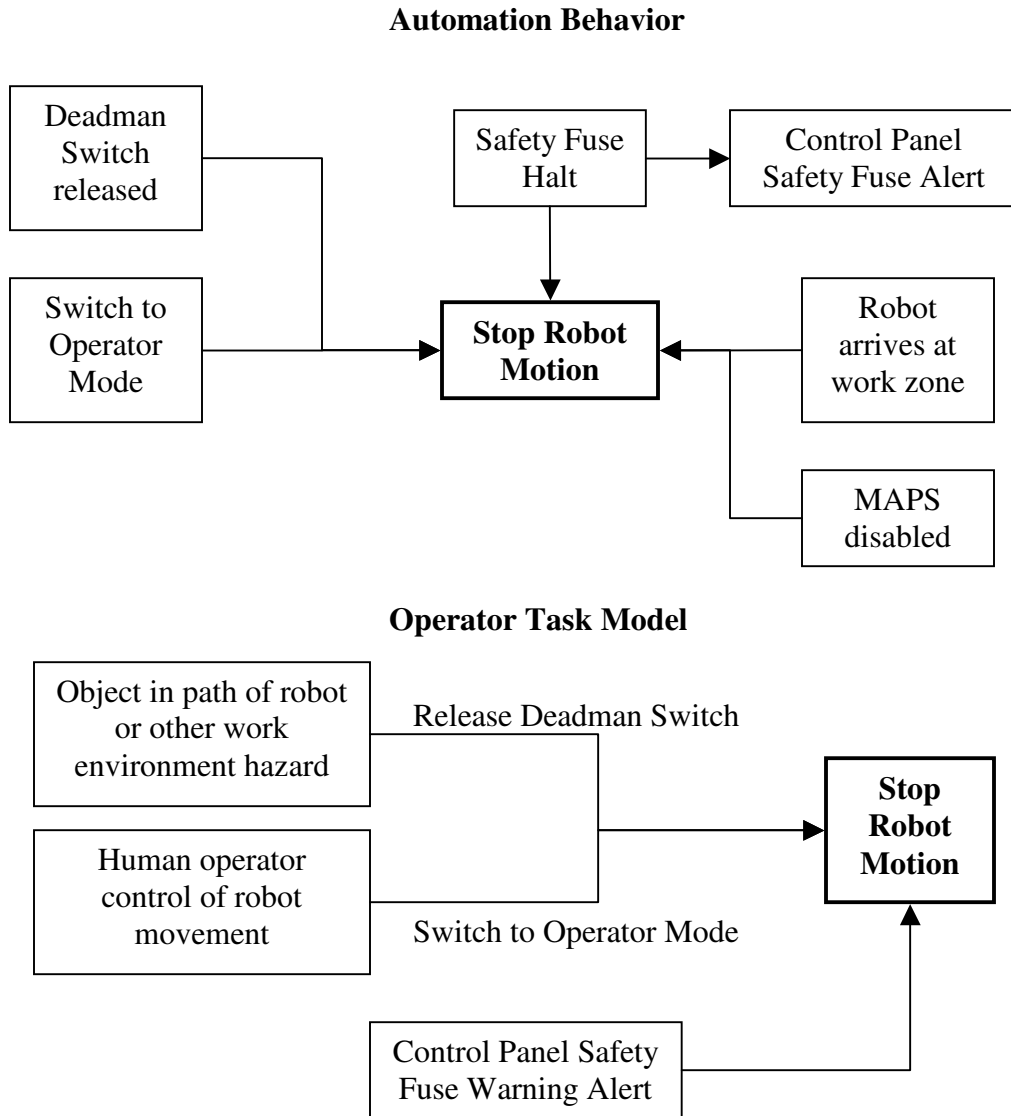 Automation Behavior
Deadman
Switch
released
Safety Fuse
Halt
Control Panel
Safety Fuse Alert
Switch to
Operator
Mode
Stop Robot
Motion
Robot
arrives at
work zone
MAPS
disabled
Operator Task Model
Object in path of robot
or other work
environment hazard
Release Deadman Switch
Stop
Robot
Motion
Human operator
control of robot
movement
Switch to Operator Mode
Control Panel Safety
Fuse Warning Alert